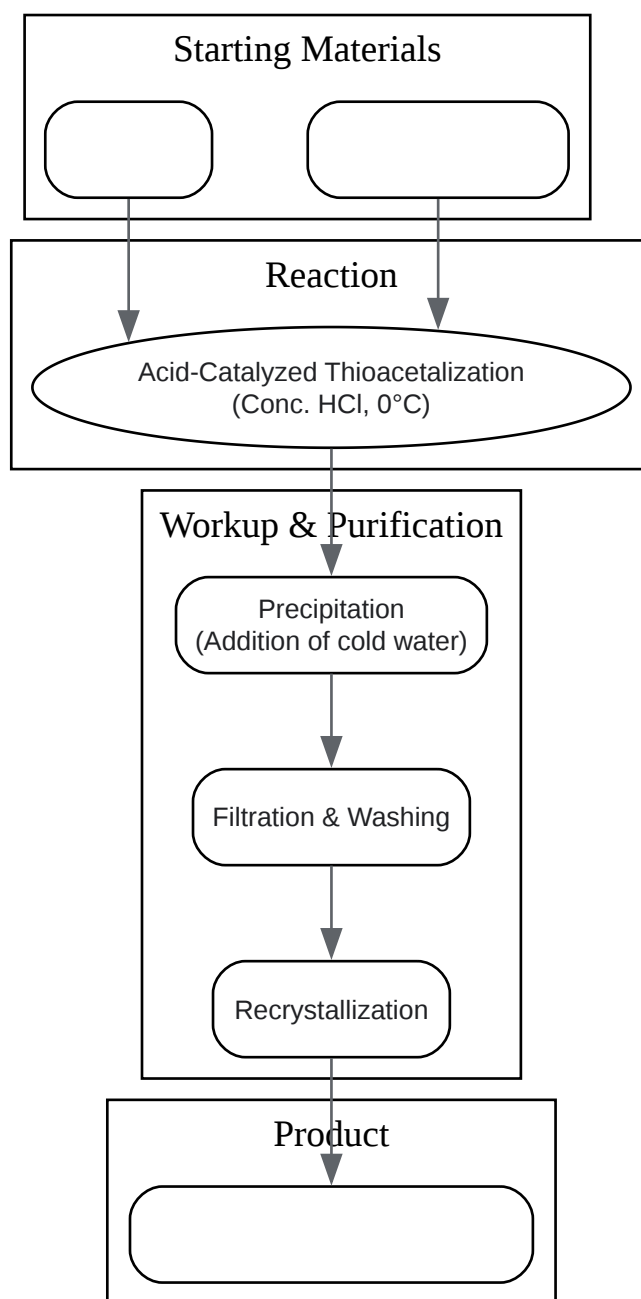 Starting Materials
Reaction
Acid-Catalyzed Thioacetalization
(Conc. HCl, 0°C)
Workup & Purification
Precipitation
(Addition of cold water)
Filtration & Washing
Recrystallization
Product